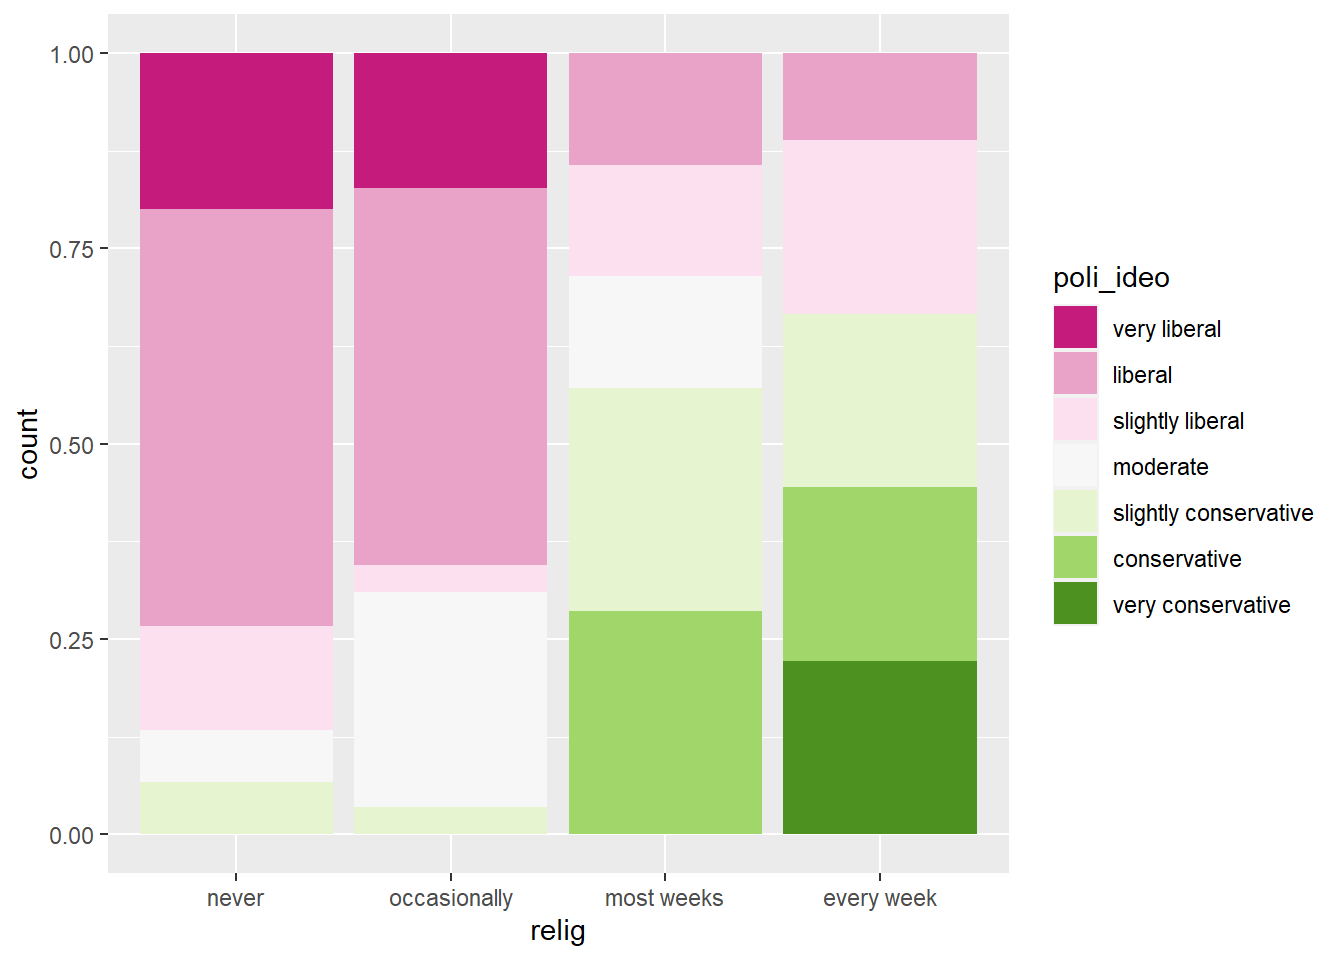 1.00
0.75
0.50
0.25
0.00
count
never
occasionally
most weeks
every week
relig
poli_ideo
very liberal
liberal
slightly liberal
moderate
slightly conservative
conservative
very conservative